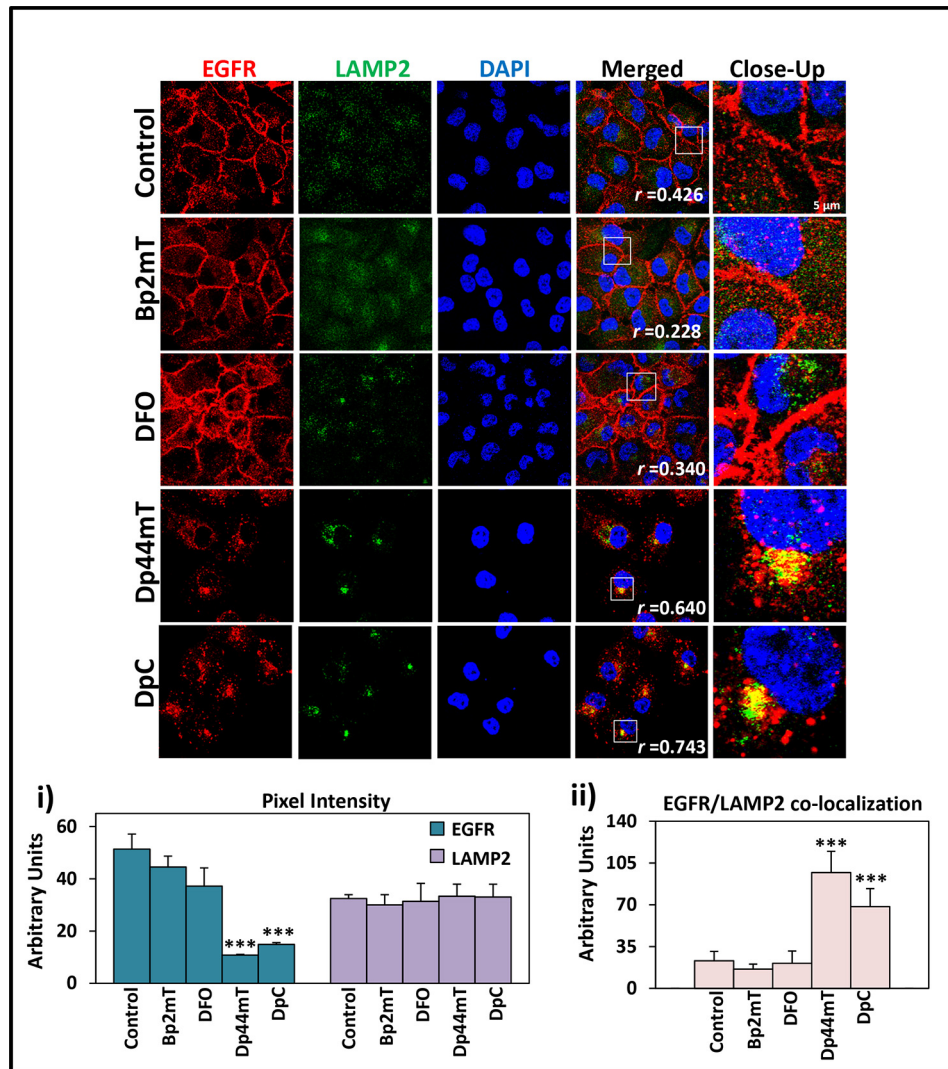 EGFR LAMP2 DAPI Merged Close-Up
Control
r =0.426
5 µm
Bp2mT
r =0.228
DFO
r =0.340
Dp44mT
r =0.640
DpC
r =0.743
i)
Pixel Intensity
Arbitrary Units
60
40
20
0
EGFR
LAMP2
*** ***
Control Bp2mT DFO Dp44mT DpC Control Bp2mT DFO Dp44mT DpC
ii)
EGFR/LAMP2 co-localization
Arbitrary Units
140
105
70
35
0
***
***
Control Bp2mT DFO Dp44mT DpC